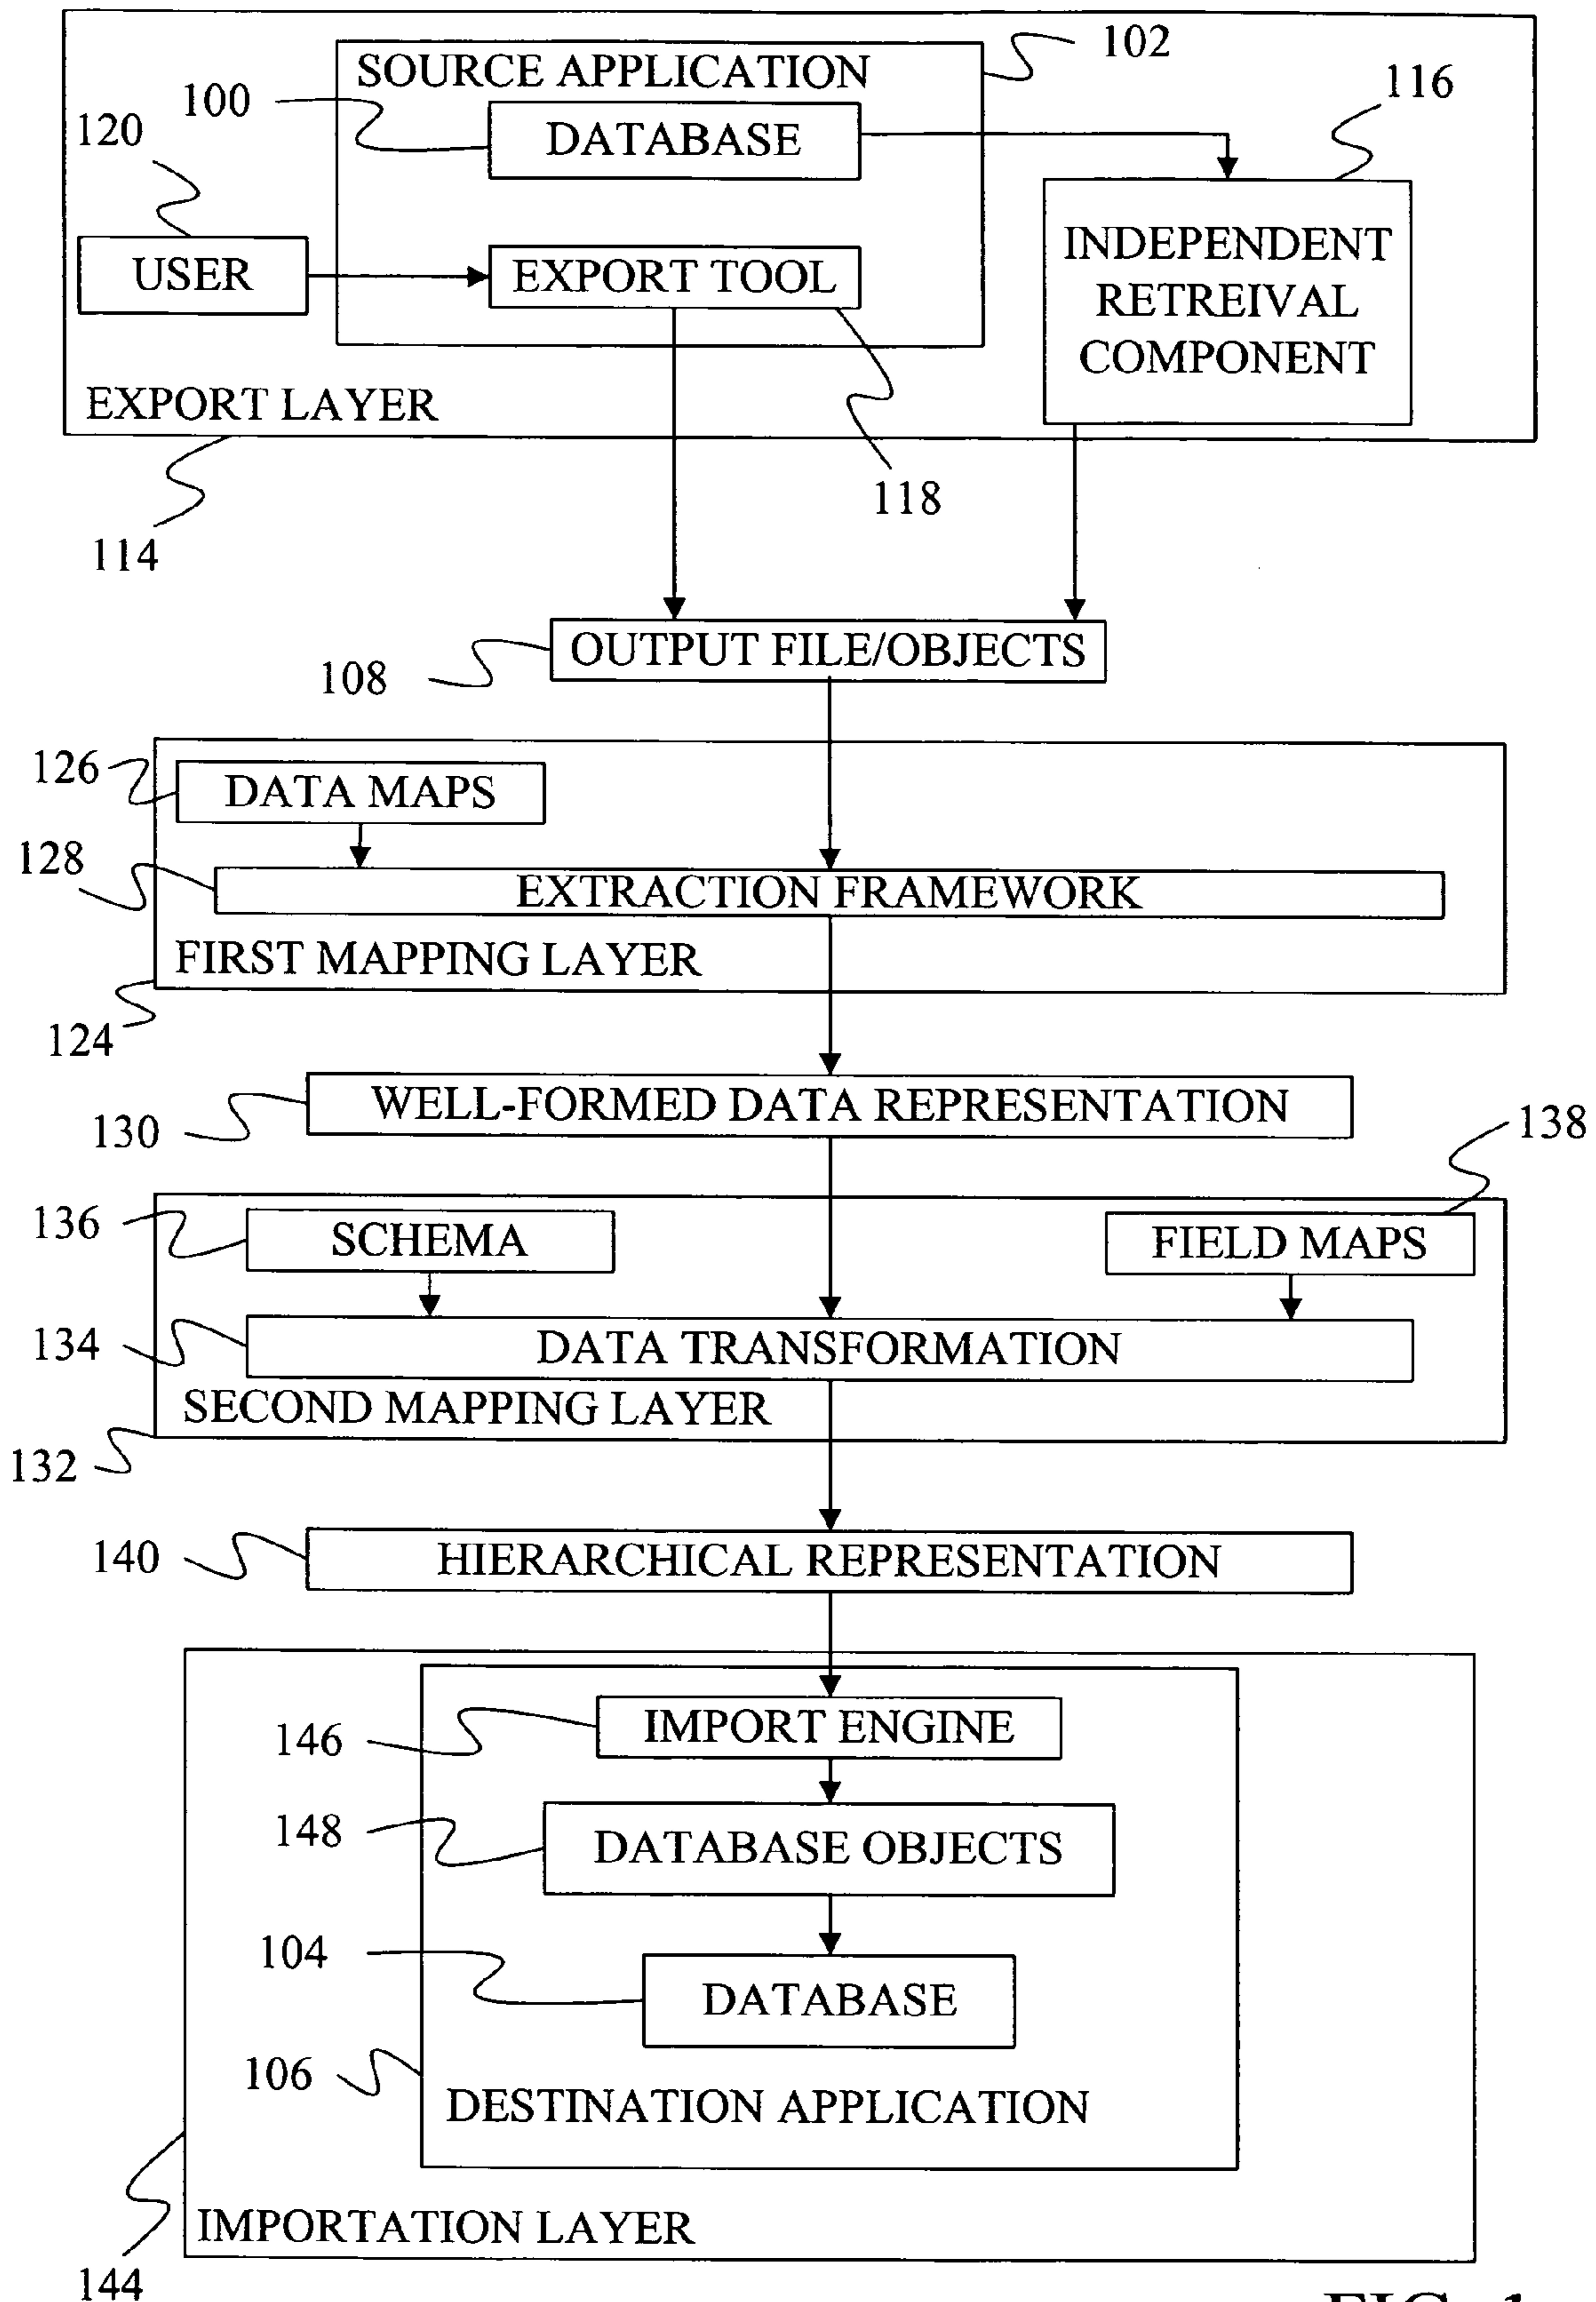 102
SOURCE APPLICATION
116
100
120
DATABASE
INDEPENDENT
RETREIVAL
COMPONENT
USER
EXPORT TOOL
EXPORT LAYER
118
114
OUTPUT FILE/OBJECTS
108
126
DATA MAPS
128
EXTRACTION FRAMEWORK
FIRST MAPPING LAYER
124
WELL-FORMED DATA REPRESENTATION
130
138
136
SCHEMA
FIELD MAPS
134
DATA TRANSFORMATION
SECOND MAPPING LAYER
132
140
HIERARCHICAL REPRESENTATION
146
IMPORT ENGINE
148
DATABASE OBJECTS
104
DATABASE
106
DESTINATION APPLICATION
IMPORTATION LAYER
144